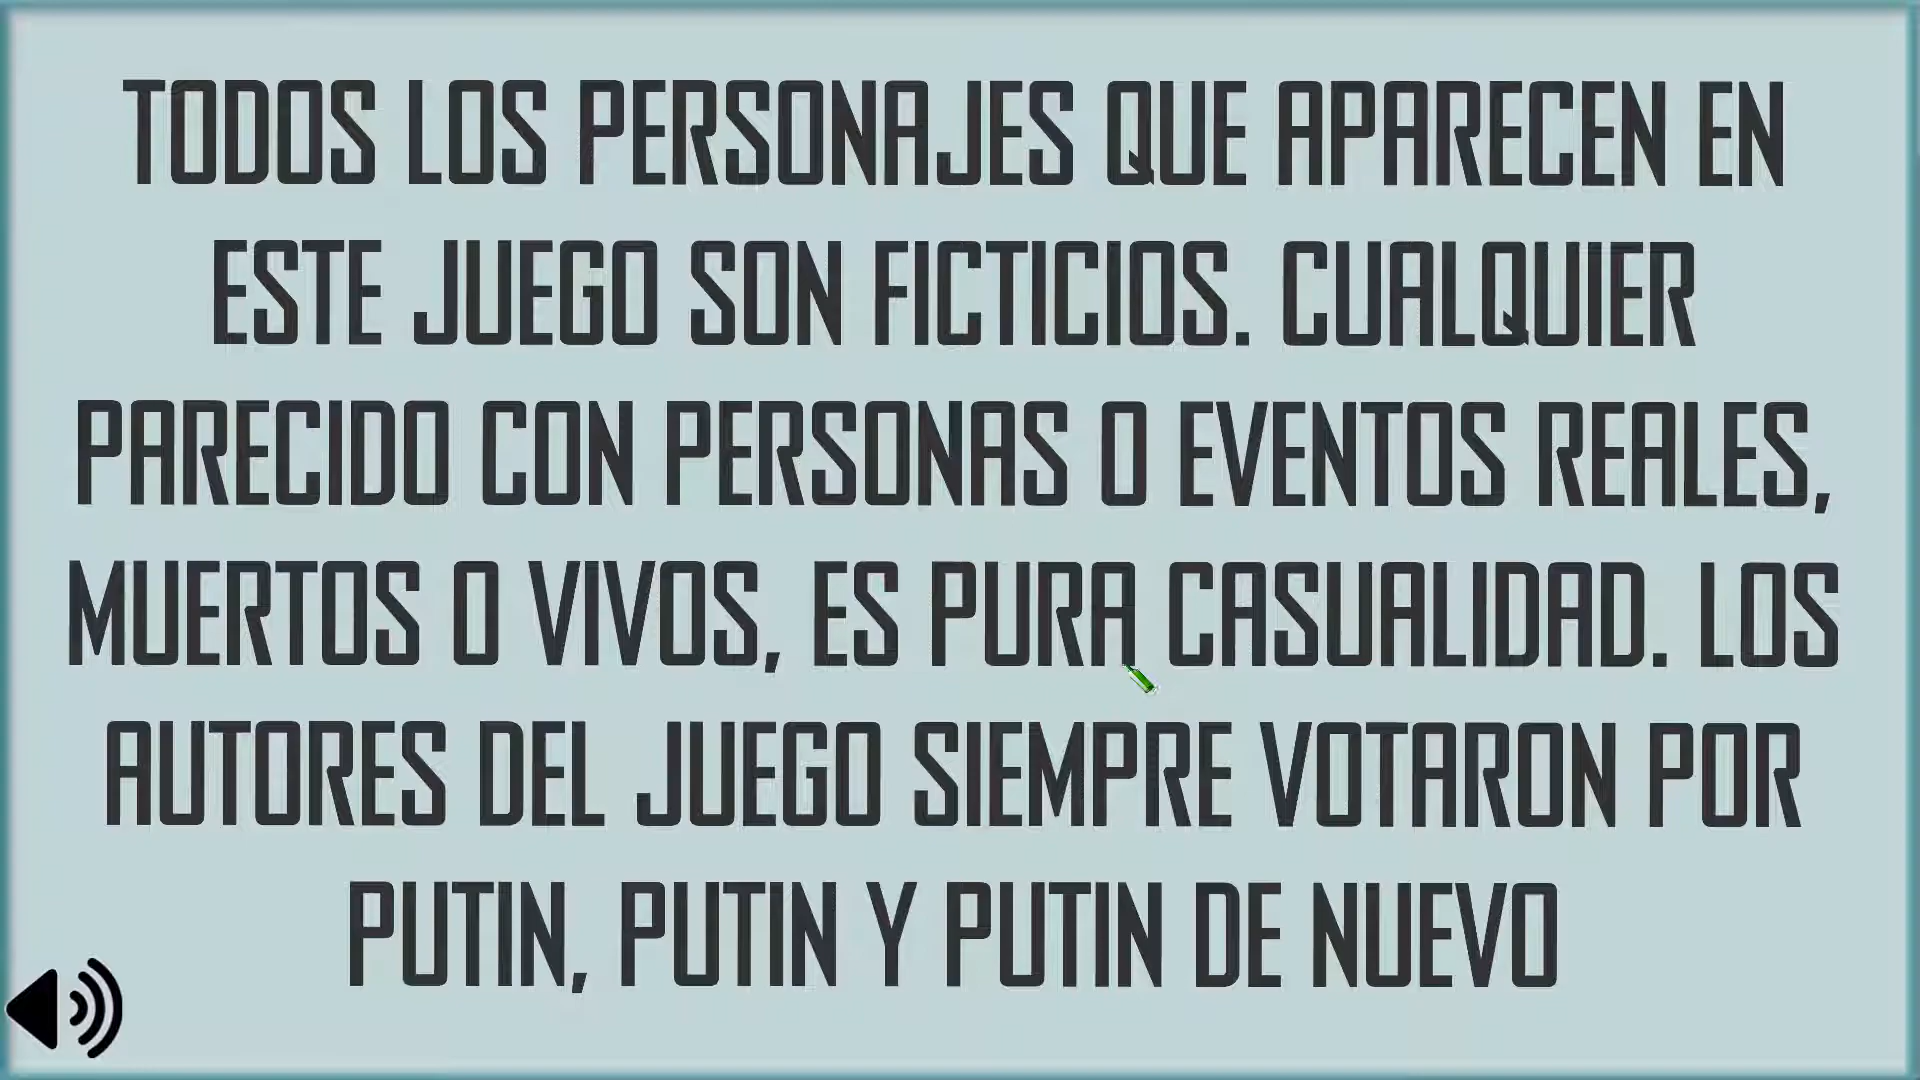 TODOS LOS PERSONAJES QUE APARECEN EN
ESTE JUEGO SON FICTICIOS. CUALQUIER
PARECIDO CON PERSONAS O EVENTOS REALES,
MUERTOS O VIVOS, ES PURA CASUALIDAD. LOS
AUTORES DEL JUEGO SIEMPRE VOTARON POR
PUTIN, PUTIN Y PUTIN DE NUEVO